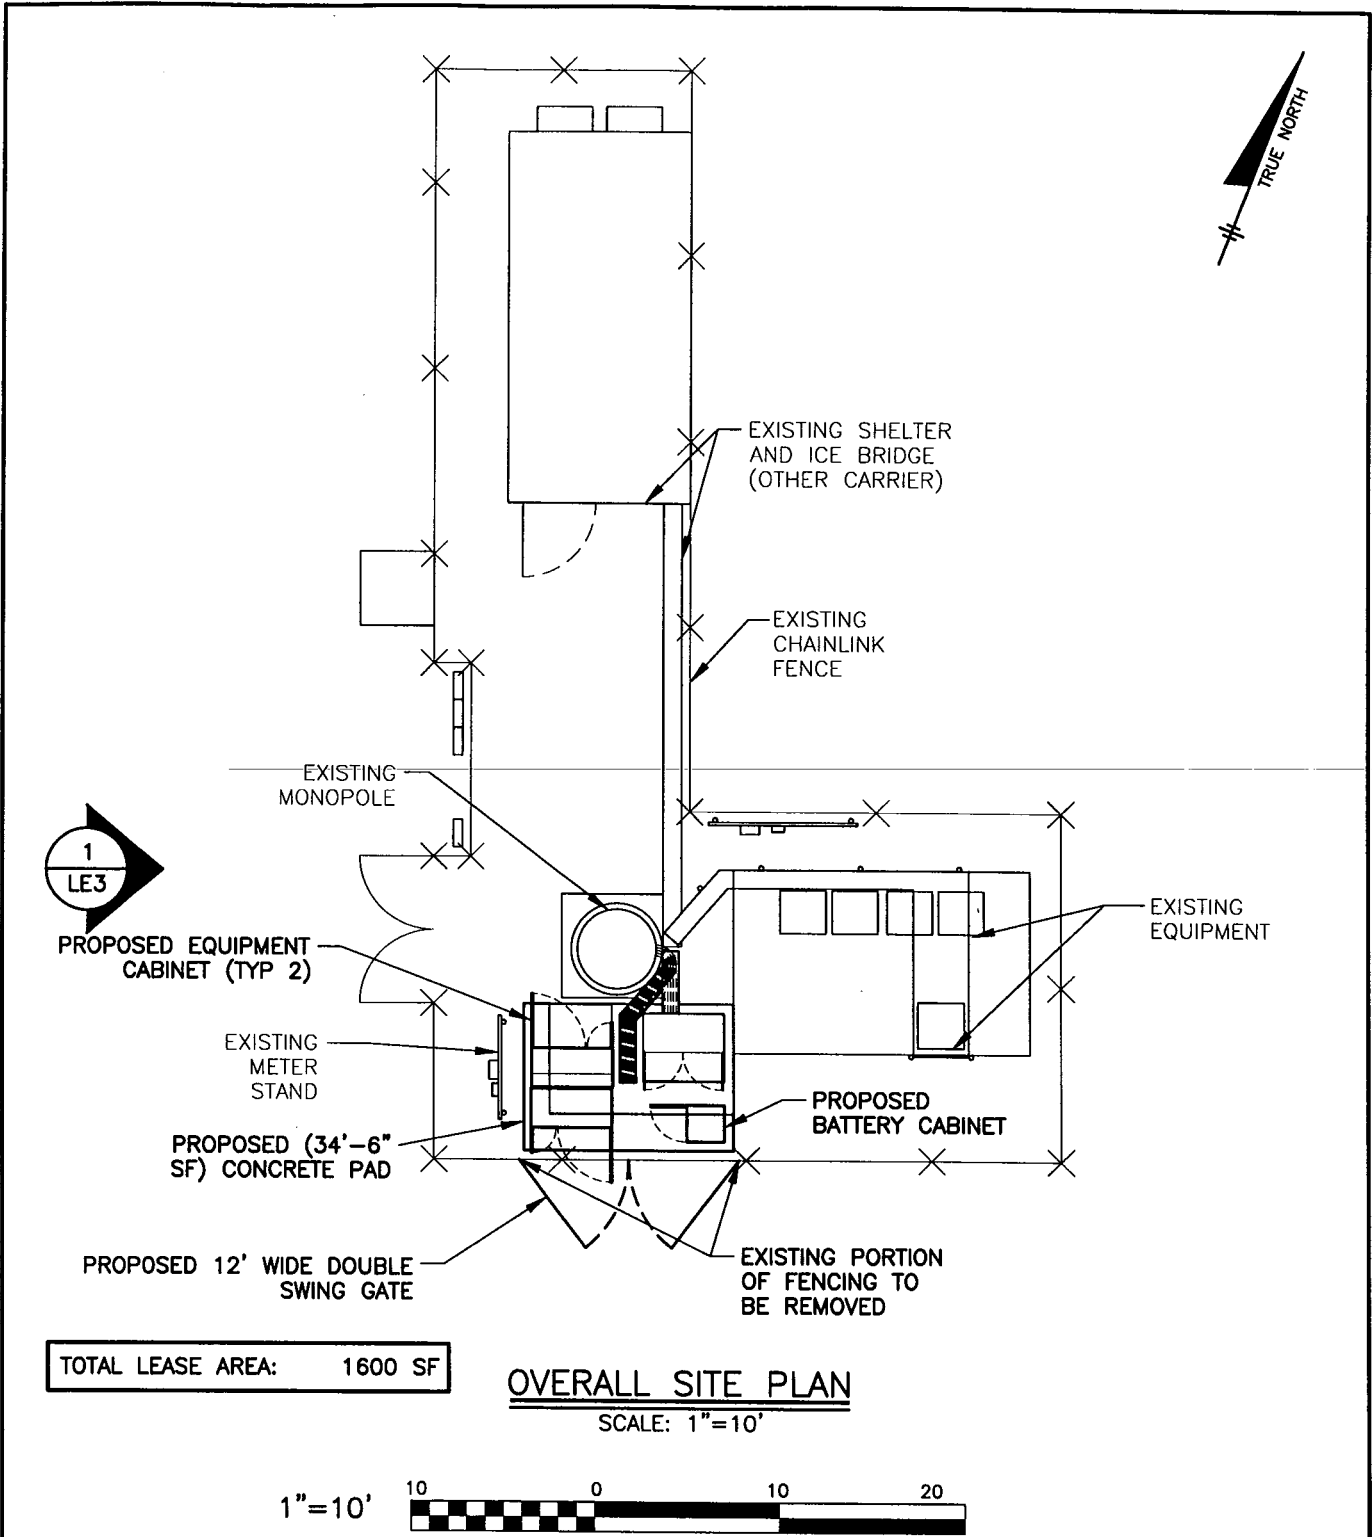 TRUE NORTH
EXISTING SHELTER
AND ICE BRIDGE
(OTHER CARRIER)
EXISTING
CHAINLINK
FENCE
EXISTING
MONOPOLE
1
LE3
EXISTING
EQUIPMENT
PROPOSED EQUIPMENT
CABINET (TYP 2)
EXISTING
METER
STAND
PROPOSED
BATTERY CABINET
PROPOSED (34'-6"
SF) CONCRETE PAD
PROPOSED 12' WIDE DOUBLE
SWING GATE
EXISTING PORTION
OF FENCING TO
BE REMOVED
TOTAL LEASE AREA: 1600 SF
OVERALL SITE PLAN
SCALE: 1"=10'
1"=10'
10 0 10 20